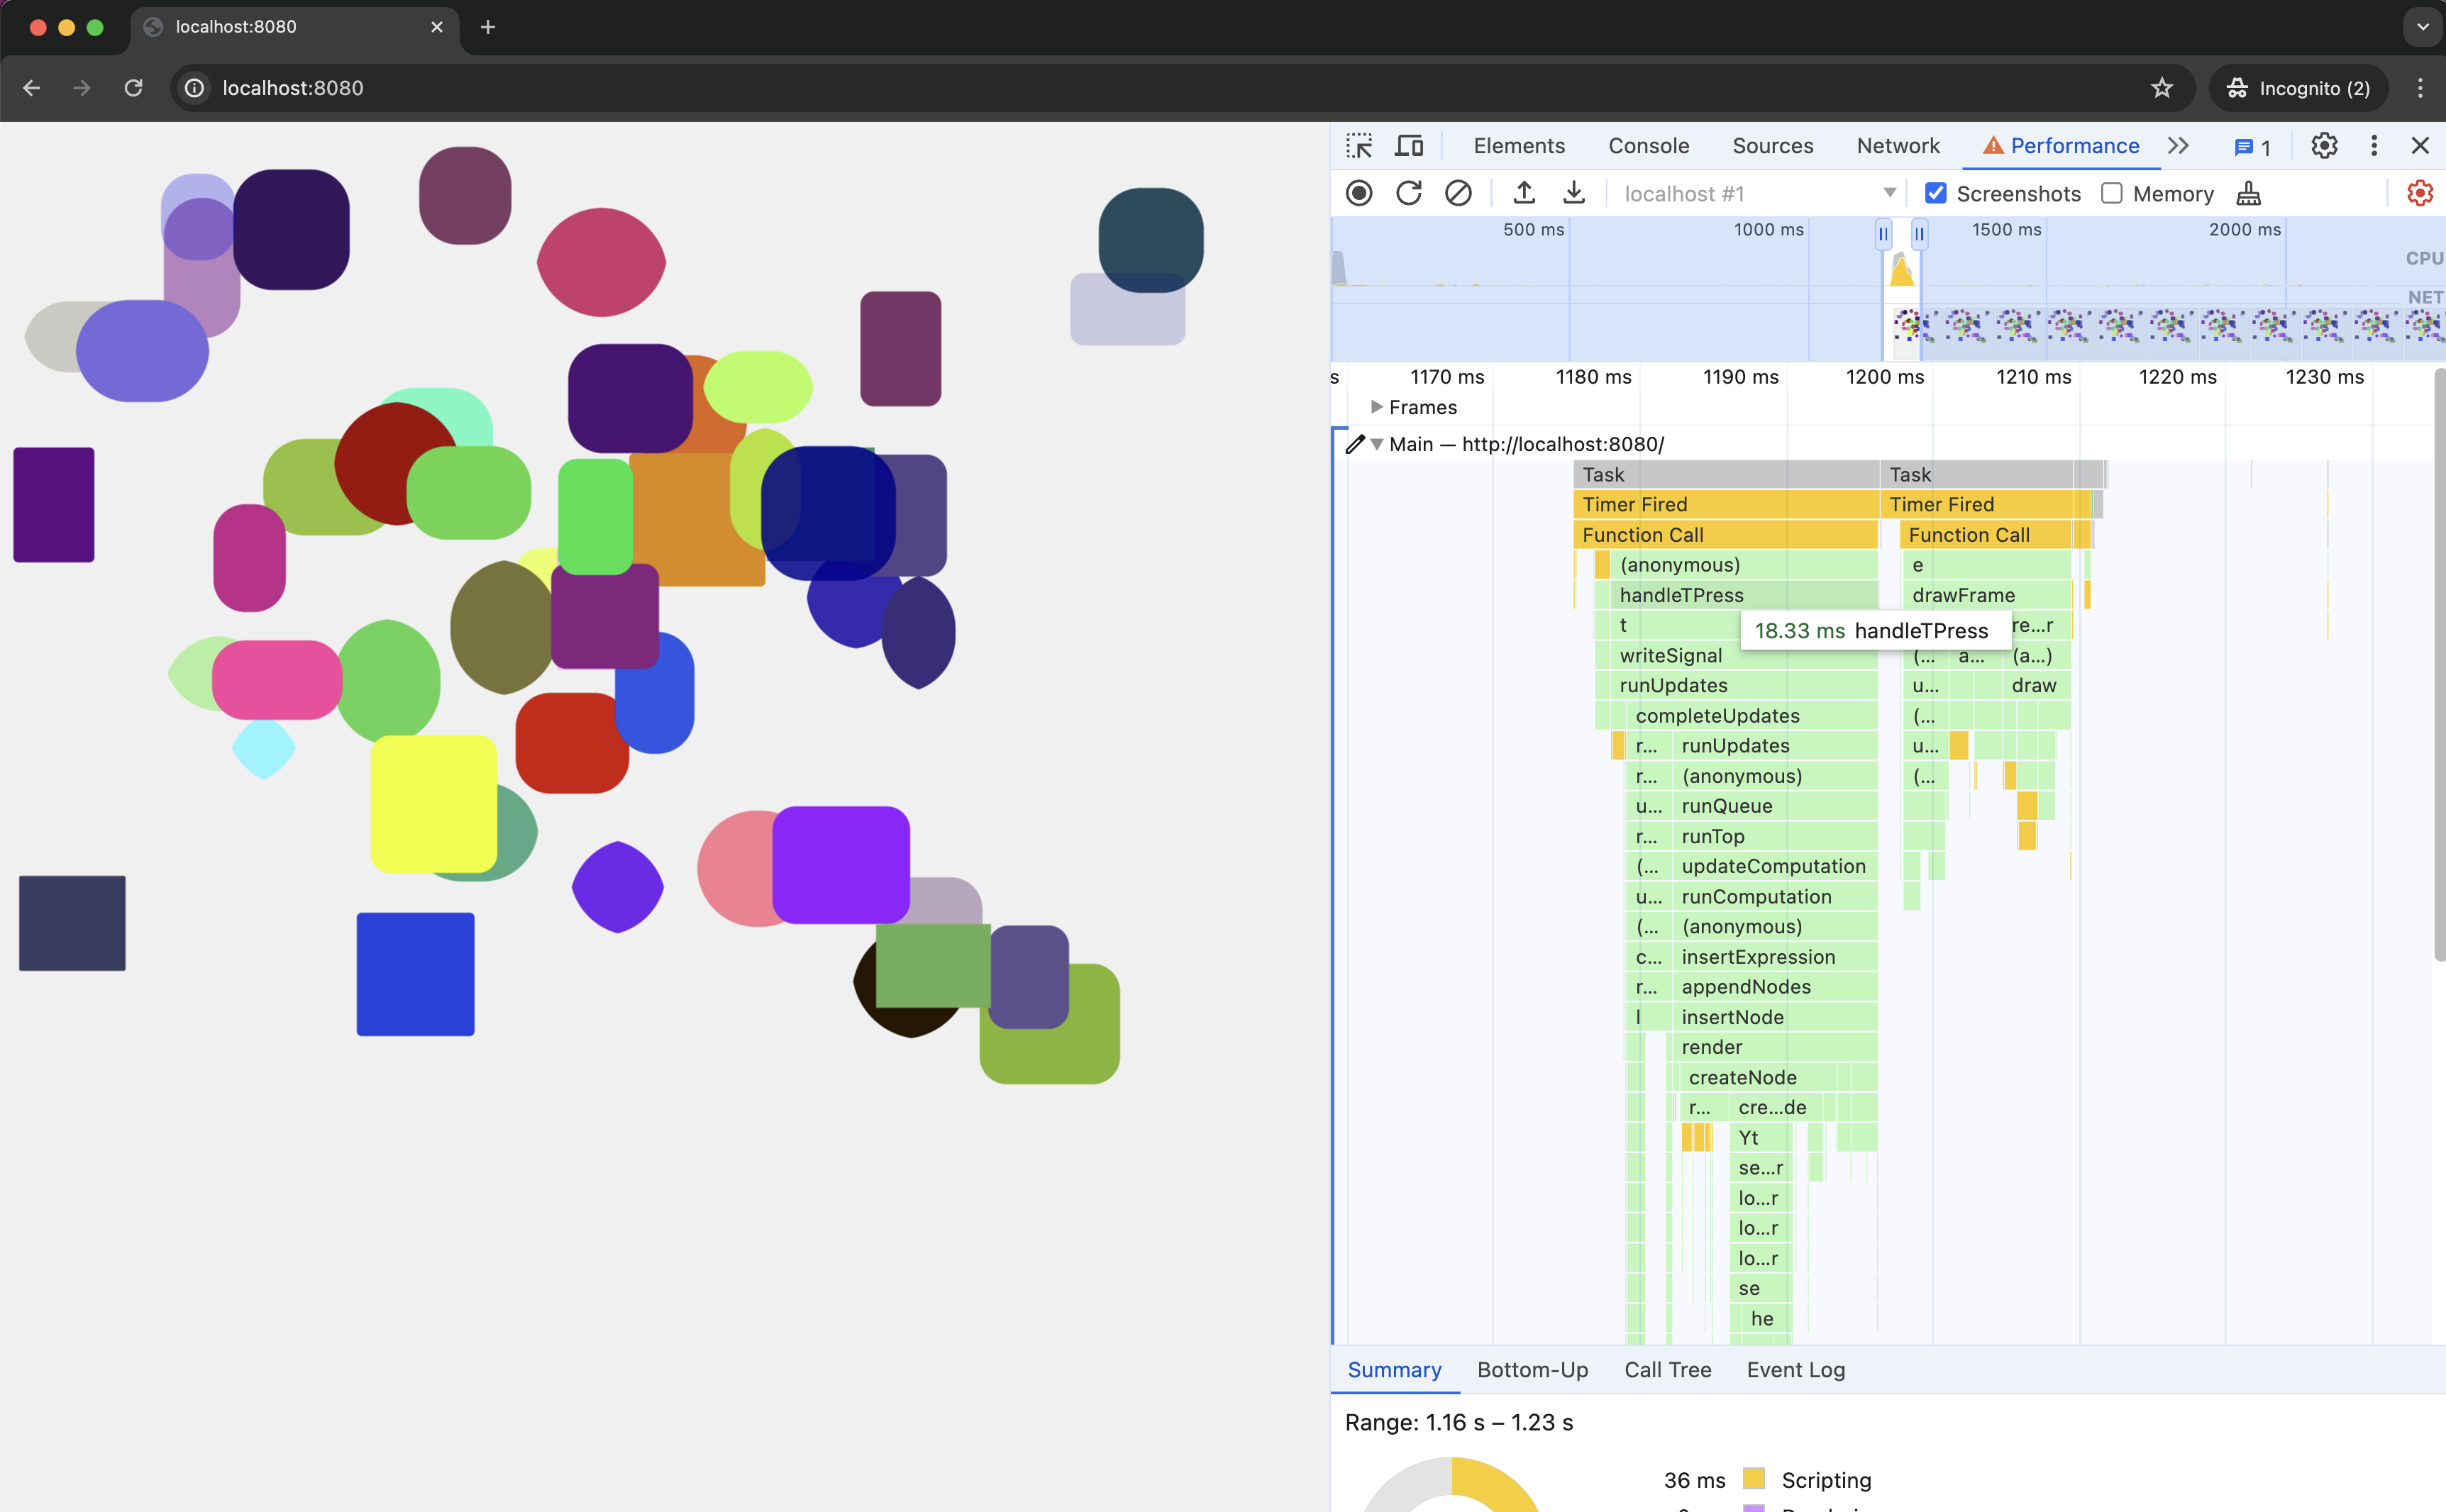 localhost:8080
localhost:8080
Incognito (2)
Elements Console Sources Network Performance 1
localhost #1 Screenshots Memory
500 ms 1000 ms 1500 ms 2000 ms
CPU
NET
s 1170 ms 1180 ms 1190 ms 1200 ms 1210 ms 1220 ms 1230 ms
Frames
Main — http://localhost:8080/
Task Task
Timer Fired Timer Fired
Function Call Function Call
(anonymous) e
handleTPress drawFrame
t re...r
18.33 ms handleTPress
writeSignal (... a... (a...)
runUpdates u... draw
completeUpdates (...
r... runUpdates u...
r... (anonymous) (...
u... runQueue
r... runTop
(... updateComputation
u... runComputation
(... (anonymous)
c... insertExpression
r... appendNodes
l insertNode
render
createNode
r... cre...de
Yt
se...r
lo...r
lo...r
lo...r
se
he
Summary Bottom-Up Call Tree Event Log
Range: 1.16 s – 1.23 s
36 ms Scripting